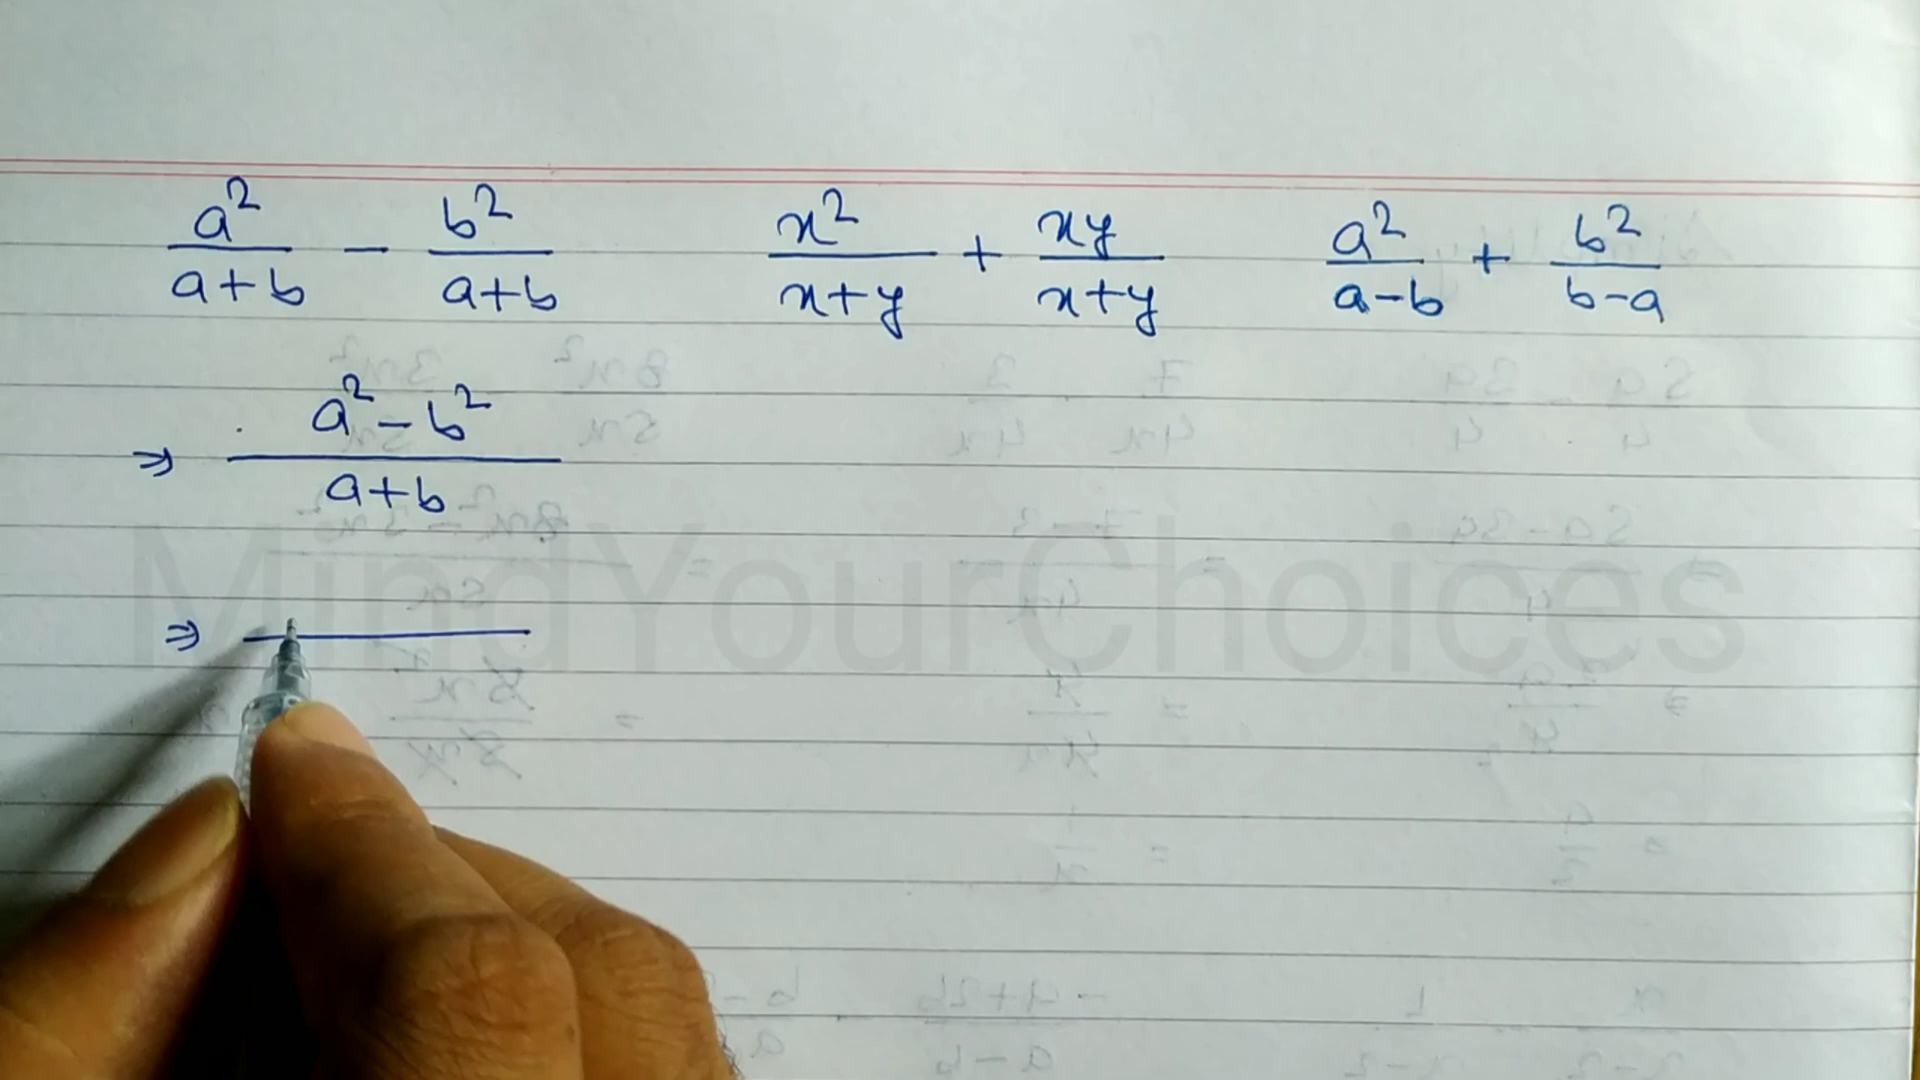 a²/(a+b) − b²/(a+b)    x²/(x+y) + xy/(x+y)    a²/(a−b) + b²/(b−a)
⇒ (a² − b²)/(a+b)
MindYourChoices
⇒